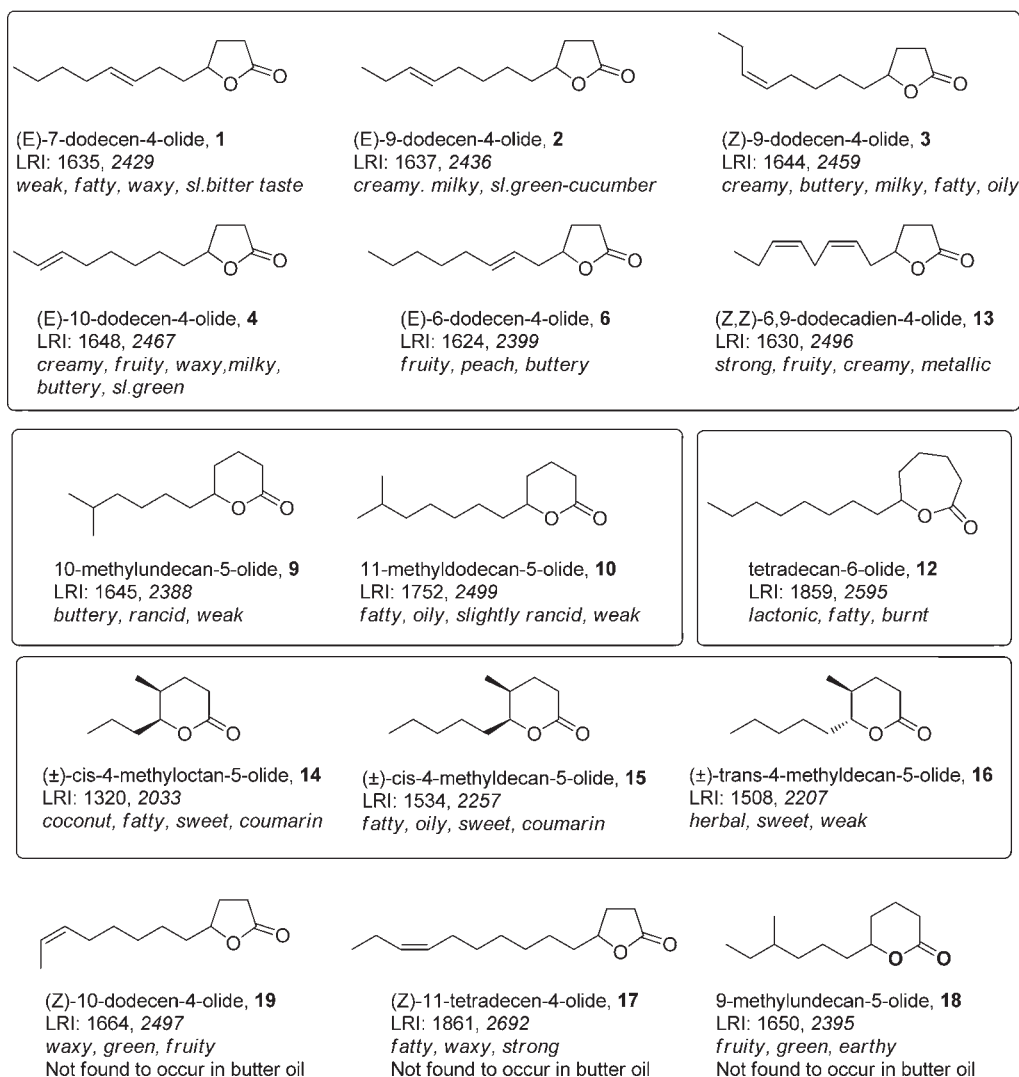 (E)-7-dodecen-4-olide, 1
LRI: 1635, 2429
weak, fatty, waxy, sl.bitter taste
(E)-9-dodecen-4-olide, 2
LRI: 1637, 2436
creamy. milky, sl.green-cucumber
(Z)-9-dodecen-4-olide, 3
LRI: 1644, 2459
creamy, buttery, milky, fatty, oily
(E)-10-dodecen-4-olide, 4
LRI: 1648, 2467
creamy, fruity, waxy,milky,
buttery, sl.green
(E)-6-dodecen-4-olide, 6
LRI: 1624, 2399
fruity, peach, buttery
(Z,Z)-6,9-dodecadien-4-olide, 13
LRI: 1630, 2496
strong, fruity, creamy, metallic
10-methylundecan-5-olide, 9
LRI: 1645, 2388
buttery, rancid, weak
11-methyldodecan-5-olide, 10
LRI: 1752, 2499
fatty, oily, slightly rancid, weak
tetradecan-6-olide, 12
LRI: 1859, 2595
lactonic, fatty, burnt
(±)-cis-4-methyloctan-5-olide, 14
LRI: 1320, 2033
coconut, fatty, sweet, coumarin
(±)-cis-4-methyldecan-5-olide, 15
LRI: 1534, 2257
fatty, oily, sweet, coumarin
(±)-trans-4-methyldecan-5-olide, 16
LRI: 1508, 2207
herbal, sweet, weak
(Z)-10-dodecen-4-olide, 19
LRI: 1664, 2497
waxy, green, fruity
Not found to occur in butter oil
(Z)-11-tetradecen-4-olide, 17
LRI: 1861, 2692
fatty, waxy, strong
Not found to occur in butter oil
9-methylundecan-5-olide, 18
LRI: 1650, 2395
fruity, green, earthy
Not found to occur in butter oil